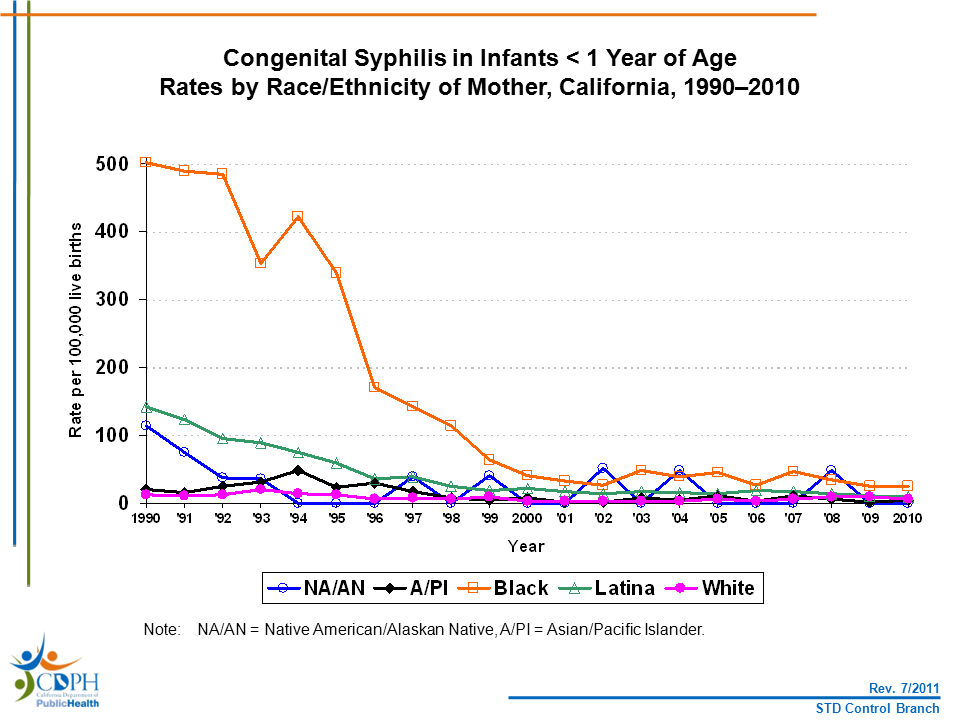 Congenital Syphilis in Infants < 1 Year of Age
Rates by Race/Ethnicity of Mother, California, 1990–2010
Rate per 100,000 live births
500
400
300
200
100
0
1990 '91 '92 '93 '94 '95 '96 '97 '98 '99 2000 '01 '02 '03 '04 '05 '06 '07 '08 '09 2010
Year
NA/AN A/PI Black Latina White
Note: NA/AN = Native American/Alaskan Native, A/PI = Asian/Pacific Islander.
CDPH
California Department of
PublicHealth
Rev. 7/2011
STD Control Branch